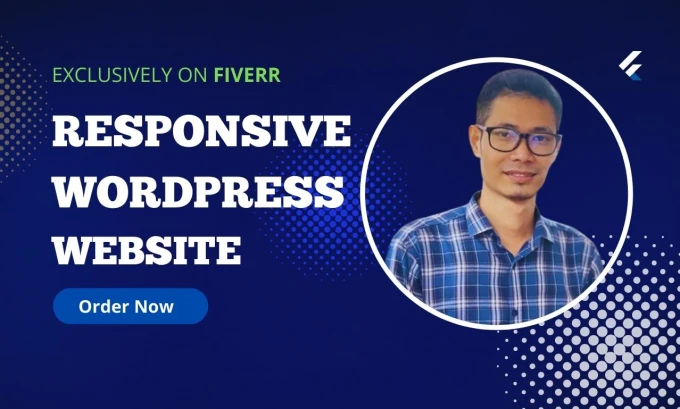 EXCLUSIVELY ON FIVERR
RESPONSIVE
WORDPRESS
WEBSITE
Order Now